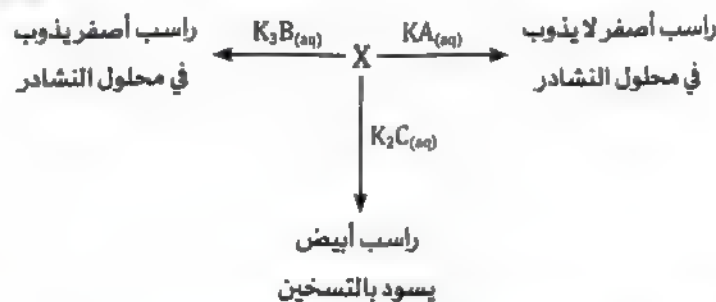 راسب أصفر يذوب
في محلول النشادر
K₃B₍aq₎
X
KA₍aq₎
راسب أصفر لا يذوب
في محلول النشادر
K₂C₍aq₎
راسب أبيض
يسود بالتسخين